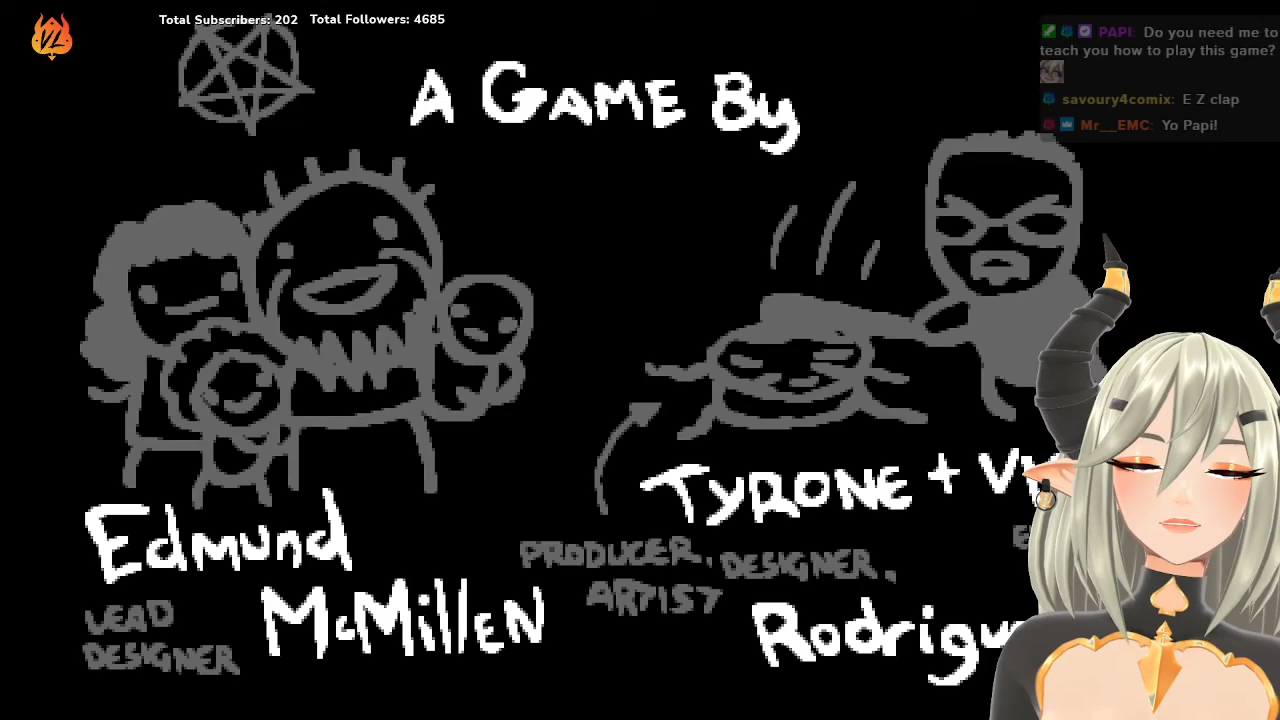 Total Subscribers: 202 Total Followers: 4685
VZ
PAPI: Do you need me to
teach you how to play this game?
savoury4comix: E Z clap
Mr__EMC: Yo Papi!
A GAME By
TYRONE +
Edmund
McMillEN
LEAD
DESIGNER
PRODUCER.
ARTIST
DESIGNER.